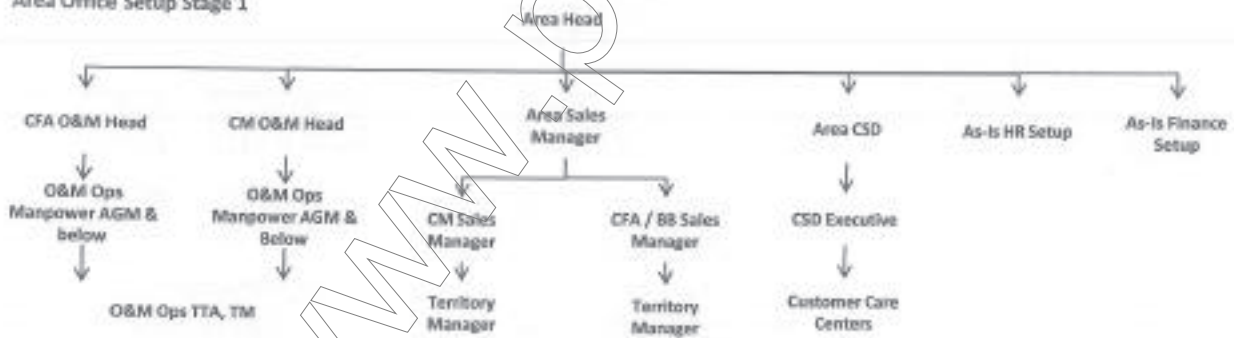 Area Office Setup Stage 1
Area Head
CFA O&M Head
CM O&M Head
Area Sales
Manager
Area CSD
As-Is HR Setup
As-Is Finance
Setup
O&M Ops
Manpower AGM &
below
O&M Ops
Manpower AGM &
Below
CM Sales
Manager
CFA / BB Sales
Manager
CSD Executive
O&M Ops TTA, TM
Territory
Manager
Territory
Manager
Customer Care
Centers
www.p